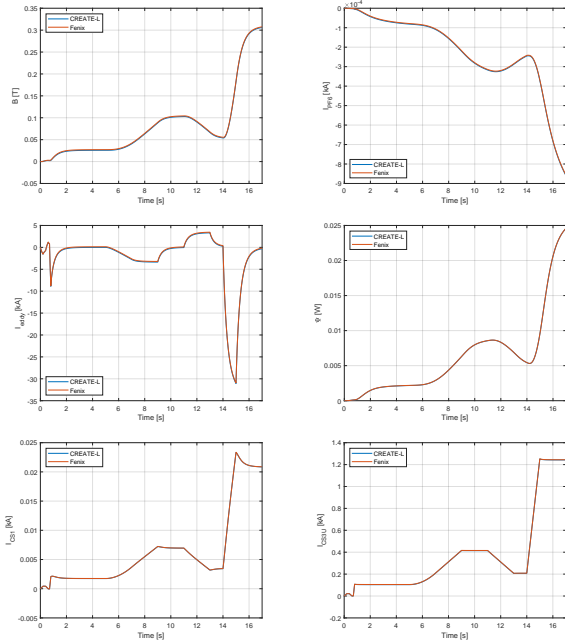 0.35
0.3
0.25
0.2
0.15
0.1
0.05
0
-0.05
B [T]
0 2 4 6 8 10 12 14 16
Time [s]
CREATE-L
Fenix
×10⁻⁴
0
-1
-2
-3
-4
-5
-6
-7
-8
-9
I_PF6 [kA]
0 2 4 6 8 10 12 14 16
Time [s]
CREATE-L
Fenix
5
0
-5
-10
-15
-20
-25
-30
-35
I_eddy [kA]
0 2 4 6 8 10 12 14 16
Time [s]
CREATE-L
Fenix
0.025
0.02
0.015
0.01
0.005
0
[W]
0 2 4 6 8 10 12 14 16
Time [s]
CREATE-L
Fenix
0.025
0.02
0.015
0.01
0.005
0
-0.005
I_CS1 [kA]
0 2 4 6 8 10 12 14 16
Time [s]
CREATE-L
Fenix
1.4
1.2
1
0.8
0.6
0.4
0.2
0
-0.2
I_CS3U [kA]
0 2 4 6 8 10 12 14 16
Time [s]
CREATE-L
Fenix